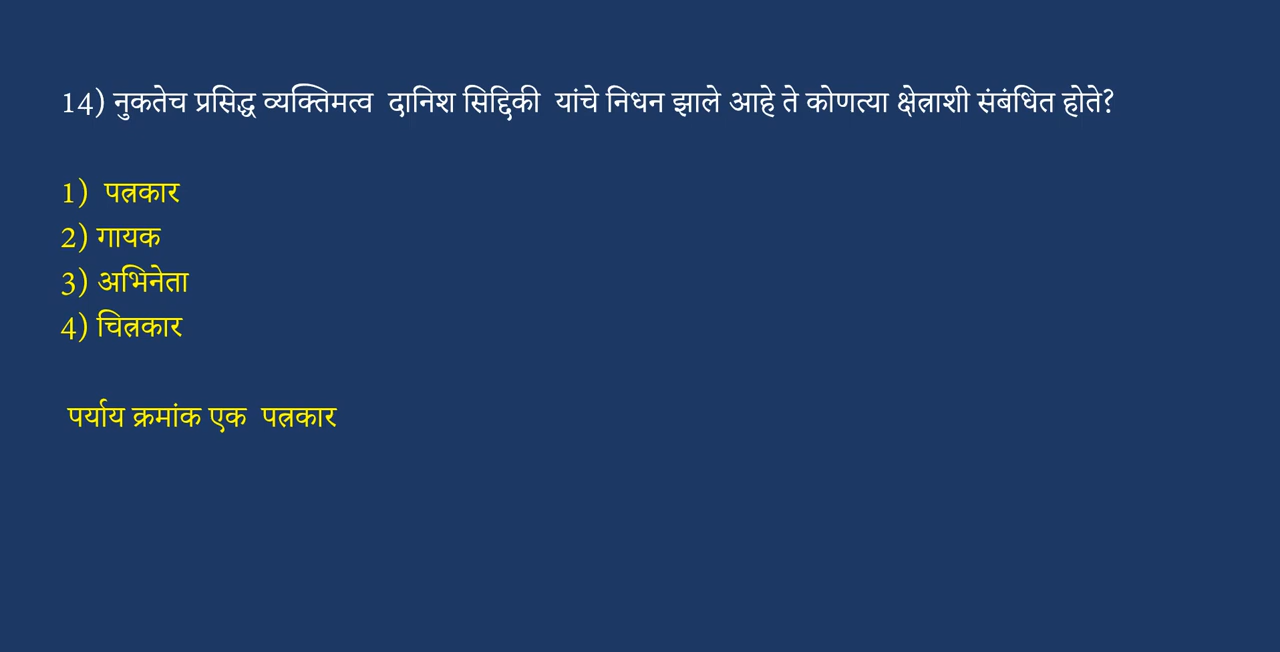 14) नुकतेच प्रसिद्ध व्यक्तिमत्व दानिश सिद्दिकी यांचे निधन झाले आहे ते कोणत्या क्षेत्राशी संबंधित होते?
1) पत्रकार
2) गायक
3) अभिनेता
4) चित्रकार
पर्याय क्रमांक एक पत्रकार